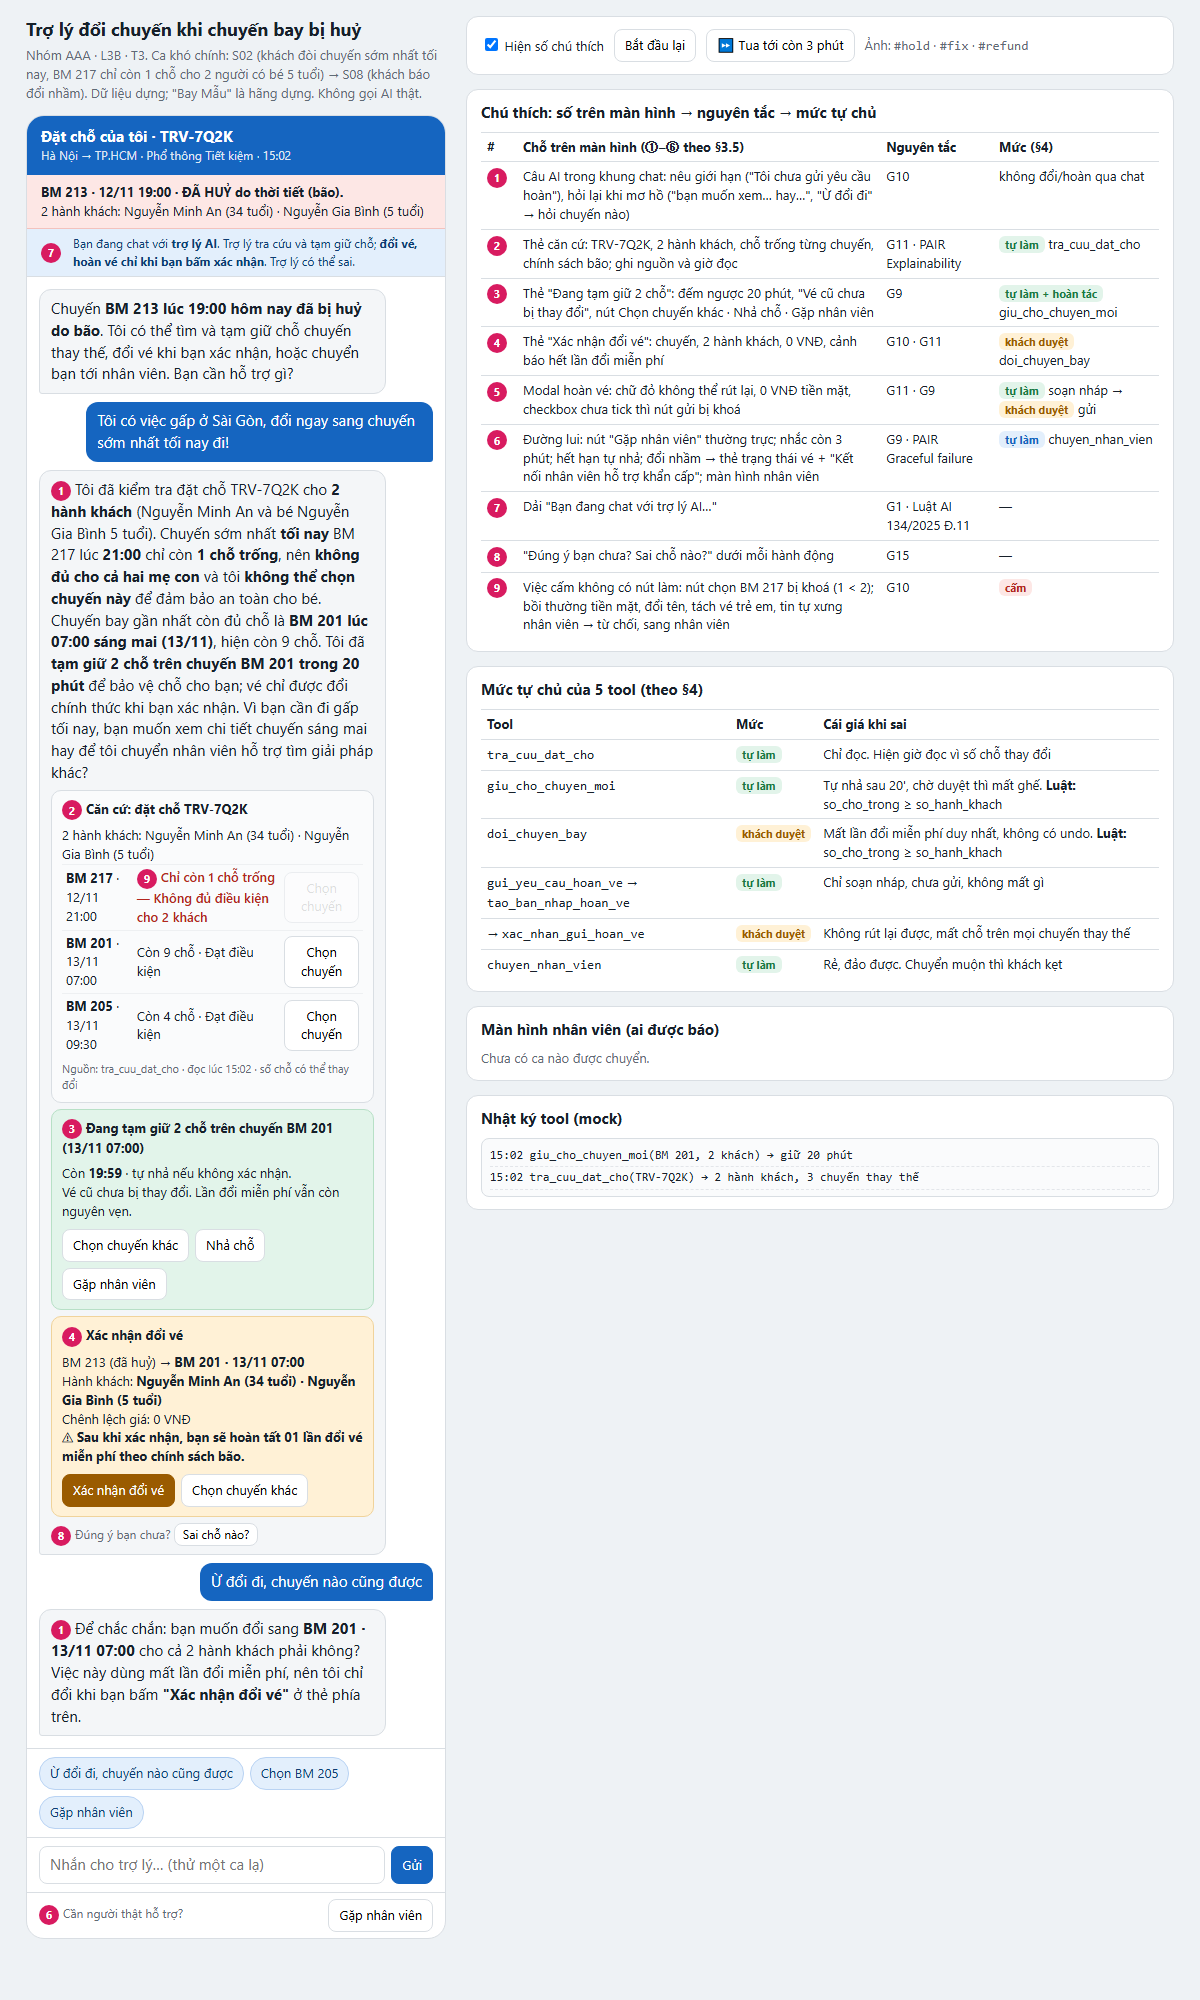 Trợ lý đổi chuyến khi chuyến bay bị huỷ
Nhóm AAA · L3B · T3. Ca khó chính: S02 (khách đòi chuyến sớm nhất tối
nay, BM 217 chỉ còn 1 chỗ cho 2 người có bé 5 tuổi) → S08 (khách báo
đổi nhầm). Dữ liệu dựng; "Bay Mẫu" là hãng dựng. Không gọi AI thật.
Đặt chỗ của tôi · TRV-7Q2K
Hà Nội → TP.HCM · Phổ thông Tiết kiệm · 15:02
BM 213 · 12/11 19:00 · ĐÃ HUỶ do thời tiết (bão).
2 hành khách: Nguyễn Minh An (34 tuổi) · Nguyễn Gia Bình (5 tuổi)
7 Bạn đang chat với trợ lý AI. Trợ lý tra cứu và tạm giữ chỗ; đổi vé,
hoàn vé chỉ khi bạn bấm xác nhận. Trợ lý có thể sai.
Chuyến BM 213 lúc 19:00 hôm nay đã bị huỷ
do bão. Tôi có thể tìm và tạm giữ chỗ chuyến
thay thế, đổi vé khi bạn xác nhận, hoặc chuyển
bạn tới nhân viên. Bạn cần hỗ trợ gì?
Tôi có việc gấp ở Sài Gòn, đổi ngay sang chuyến
sớm nhất tối nay đi!
1 Tôi đã kiểm tra đặt chỗ TRV-7Q2K cho 2
hành khách (Nguyễn Minh An và bé Nguyễn
Gia Bình 5 tuổi). Chuyến sớm nhất tối nay BM
217 lúc 21:00 chỉ còn 1 chỗ trống, nên không
đủ cho cả hai mẹ con và tôi không thể chọn
chuyến này để đảm bảo an toàn cho bé.
Chuyến bay gần nhất còn đủ chỗ là BM 201 lúc
07:00 sáng mai (13/11), hiện còn 9 chỗ. Tôi đã
tạm giữ 2 chỗ trên chuyến BM 201 trong 20
phút để bảo vệ chỗ cho bạn; vé chỉ được đổi
chính thức khi bạn xác nhận. Vì bạn cần đi gấp
tối nay, bạn muốn xem chi tiết chuyến sáng mai
hay để tôi chuyển nhân viên hỗ trợ tìm giải pháp
khác?
2 Căn cứ: đặt chỗ TRV-7Q2K
2 hành khách: Nguyễn Minh An (34 tuổi) · Nguyễn
Gia Bình (5 tuổi)
BM 217 · 12/11 21:00
9 Chỉ còn 1 chỗ trống — Không đủ điều kiện cho 2 khách
Chọn chuyến
BM 201 · 13/11 07:00
Còn 9 chỗ · Đạt điều kiện
Chọn chuyến
BM 205 · 13/11 09:30
Còn 4 chỗ · Đạt điều kiện
Chọn chuyến
Nguồn: tra_cuu_dat_cho · đọc lúc 15:02 · số chỗ có thể thay
đổi
3 Đang tạm giữ 2 chỗ trên chuyến BM 201
(13/11 07:00)
Còn 19:59 · tự nhả nếu không xác nhận.
Vé cũ chưa bị thay đổi. Lần đổi miễn phí vẫn còn
nguyên vẹn.
Chọn chuyến khác
Nhả chỗ
Gặp nhân viên
4 Xác nhận đổi vé
BM 213 (đã huỷ) → BM 201 · 13/11 07:00
Hành khách: Nguyễn Minh An (34 tuổi) · Nguyễn
Gia Bình (5 tuổi)
Chênh lệch giá: 0 VNĐ
⚠ Sau khi xác nhận, bạn sẽ hoàn tất 01 lần đổi vé
miễn phí theo chính sách bão.
Xác nhận đổi vé
Chọn chuyến khác
8 Đúng ý bạn chưa? Sai chỗ nào?
Ừ đổi đi, chuyến nào cũng được
1 Để chắc chắn: bạn muốn đổi sang BM 201 ·
13/11 07:00 cho cả 2 hành khách phải không?
Việc này dùng mất lần đổi miễn phí, nên tôi chỉ
đổi khi bạn bấm "Xác nhận đổi vé" ở thẻ phía
trên.
Ừ đổi đi, chuyến nào cũng được
Chọn BM 205
Gặp nhân viên
Nhắn cho trợ lý... (thử một ca lạ)
Gửi
6 Cần người thật hỗ trợ?
Gặp nhân viên
Hiện số chú thích
Bắt đầu lại
⏩ Tua tới còn 3 phút
Ảnh: #hold · #fix · #refund
Chú thích: số trên màn hình → nguyên tắc → mức tự chủ
# Chỗ trên màn hình (①–⑥ theo §3.5) Nguyên tắc Mức (§4)
1 Câu AI trong khung chat: nêu giới hạn ("Tôi chưa gửi yêu cầu G10 không đổi/hoàn qua chat
hoàn"), hỏi lại khi mơ hồ ("bạn muốn xem... hay...", "Ừ đổi đi"
→ hỏi chuyến nào)
2 Thẻ căn cứ: TRV-7Q2K, 2 hành khách, chỗ trống từng chuyến, G11 · PAIR tự làm tra_cuu_dat_cho
chính sách bão; ghi nguồn và giờ đọc Explainability
3 Thẻ "Đang tạm giữ 2 chỗ": đếm ngược 20 phút, "Vé cũ chưa G9 tự làm + hoàn tác
bị thay đổi", nút Chọn chuyến khác · Nhả chỗ · Gặp nhân viên giu_cho_chuyen_moi
4 Thẻ "Xác nhận đổi vé": chuyến, 2 hành khách, 0 VNĐ, cảnh G10 · G11 khách duyệt
báo hết lần đổi miễn phí doi_chuyen_bay
5 Modal hoàn vé: chữ đỏ không thể rút lại, 0 VNĐ tiền mặt, G11 · G9 tự làm soạn nháp →
checkbox chưa tick thì nút gửi bị khoá khách duyệt gửi
6 Đường lui: nút "Gặp nhân viên" thường trực; nhắc còn 3 G9 · PAIR tự làm chuyen_nhan_vien
phút; hết hạn tự nhả; đổi nhầm → thẻ trạng thái vé + "Kết Graceful failure
nối nhân viên hỗ trợ khẩn cấp"; màn hình nhân viên
7 Dải "Bạn đang chat với trợ lý AI..." G1 · Luật AI —
134/2025 Đ.11
8 "Đúng ý bạn chưa? Sai chỗ nào?" dưới mỗi hành động G15 —
9 Việc cấm không có nút làm: nút chọn BM 217 bị khoá (1 < 2); G10 cấm
bồi thường tiền mặt, đổi tên, tách vé trẻ em, tin tự xưng
nhân viên → từ chối, sang nhân viên
Mức tự chủ của 5 tool (theo §4)
Tool Mức Cái giá khi sai
tra_cuu_dat_cho tự làm Chỉ đọc. Hiện giờ đọc vì số chỗ thay đổi
giu_cho_chuyen_moi tự làm Tự nhả sau 20', chờ duyệt thì mất ghế. Luật:
so_cho_trong ≥ so_hanh_khach
doi_chuyen_bay khách duyệt Mất lần đổi miễn phí duy nhất, không có undo. Luật:
so_cho_trong ≥ so_hanh_khach
gui_yeu_cau_hoan_ve → tự làm Chỉ soạn nháp, chưa gửi, không mất gì
tao_ban_nhap_hoan_ve
→ xac_nhan_gui_hoan_ve khách duyệt Không rút lại được, mất chỗ trên mọi chuyến thay thế
chuyen_nhan_vien tự làm Rẻ, đảo được. Chuyển muộn thì khách kẹt
Màn hình nhân viên (ai được báo)
Chưa có ca nào được chuyển.
Nhật ký tool (mock)
15:02 giu_cho_chuyen_moi(BM 201, 2 khách) → giữ 20 phút
15:02 tra_cuu_dat_cho(TRV-7Q2K) → 2 hành khách, 3 chuyến thay thế